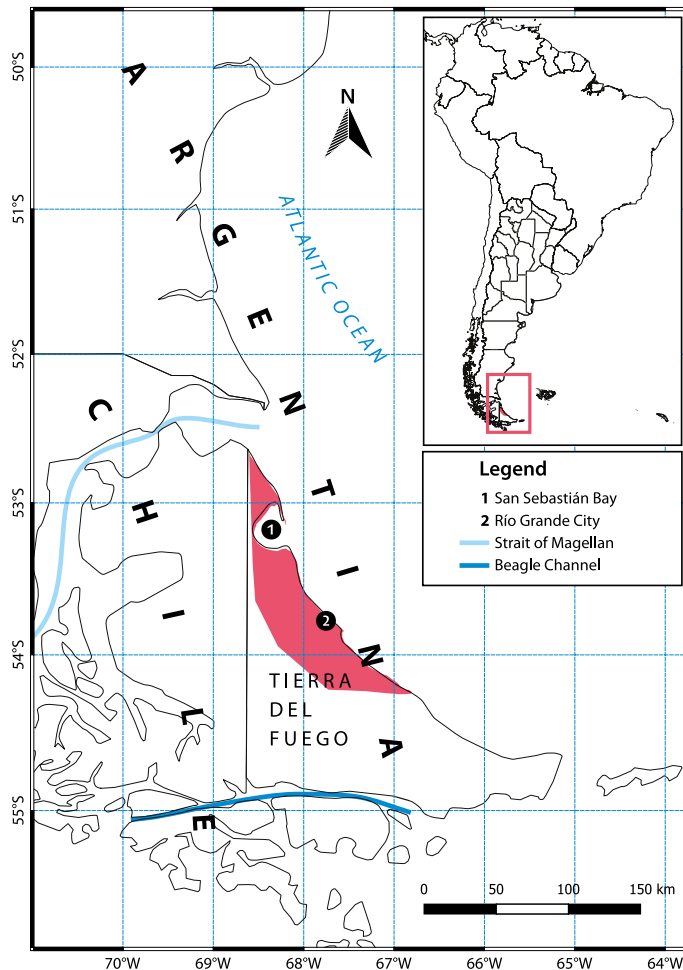 50°S
51°S
52°S
53°S
54°S
55°S
ARGENTINA
N
ATLANTIC OCEAN
CHILE
1
2
TIERRA
DEL
FUEGO
Legend
1 San Sebastián Bay
2 Río Grande City
Strait of Magellan
Beagle Channel
0 50 100 150 km
70°W 69°W 68°W 67°W 66°W 65°W 64°W